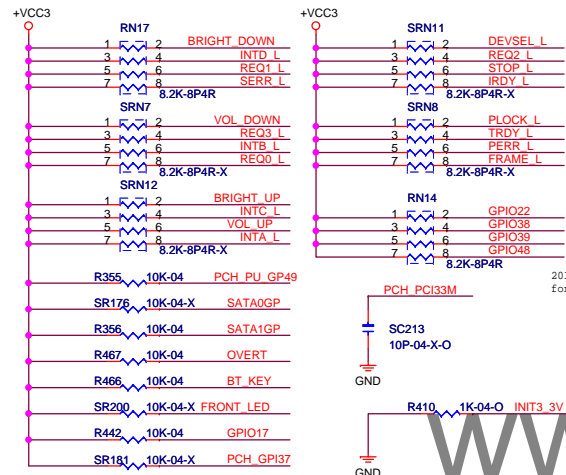 +VCC3
RN17
1 2 BRIGHT_DOWN
3 4 INTD_L
5 6 REQ1_L
7 8 SERR_L
8.2K-8P4R
SRN7
1 2 VOL_DOWN
3 4 REQ3_L
5 6 INTB_L
7 8 REQ0_L
8.2K-8P4R-X
SRN12
1 2 BRIGHT_UP
3 4 INTC_L
5 6 VOL_UP
7 8 INTA_L
8.2K-8P4R-X
R355 10K-04 PCH_PU_GP49
SR176 10K-04-X SATA0GP
R356 10K-04 SATA1GP
R467 10K-04 OVERT
R466 10K-04 BT_KEY
SR200 10K-04-X FRONT_LED
R442 10K-04 GPIO17
SR181 10K-04-X PCH_GPI37
+VCC3
SRN11
1 2 DEVSEL_L
3 4 REQ2_L
5 6 STOP_L
7 8 IRDY_L
8.2K-8P4R-X
SRN8
1 2 PLOCK_L
3 4 TRDY_L
5 6 PERR_L
7 8 FRAME_L
8.2K-8P4R-X
RN14
1 2 GPIO22
3 4 GPIO38
5 6 GPIO39
7 8 GPIO48
8.2K-8P4R
PCH_PCI33M
SC213
10P-04-X-O
GND
R410 1K-04-O INIT3_3V
GND